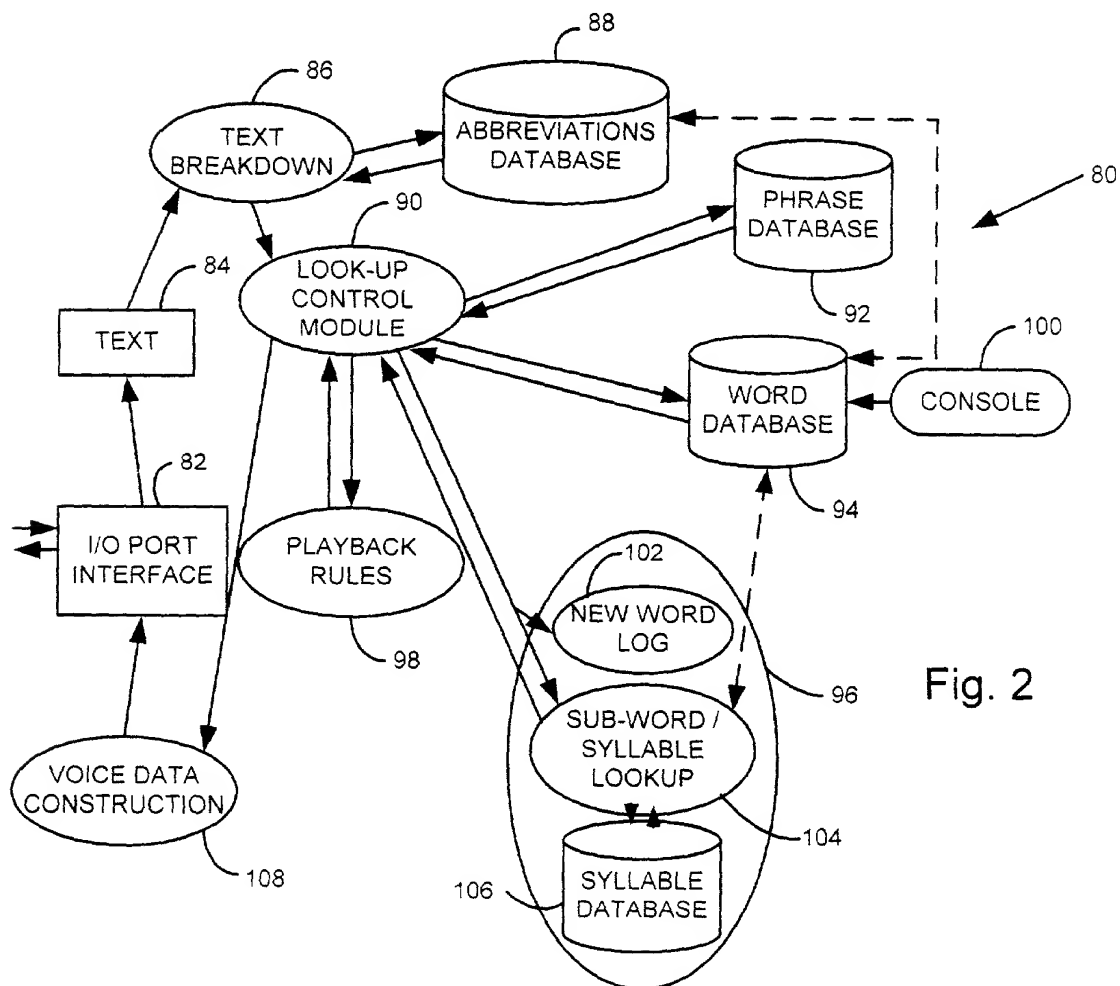 88
86
TEXT
BREAKDOWN
ABBREVIATIONS
DATABASE
80
PHRASE
DATABASE
90
84
LOOK-UP
CONTROL
MODULE
92
TEXT
100
WORD
DATABASE
CONSOLE
82
94
I/O PORT
INTERFACE
PLAYBACK
RULES
102
NEW WORD
LOG
98
96
Fig. 2
SUB-WORD /
SYLLABLE
LOOKUP
VOICE DATA
CONSTRUCTION
104
108
106
SYLLABLE
DATABASE